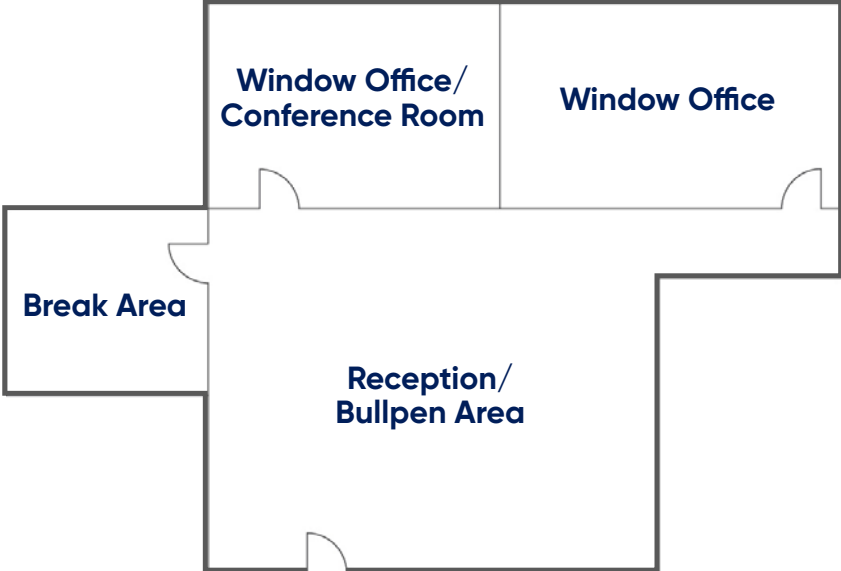 Window Office/
Conference Room
Window Office
Break Area
Reception/
Bullpen Area